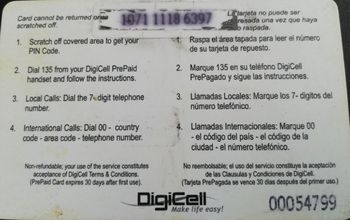 Card cannot be returned once
scratched off.
1071 1118 6397
La tarjeta no puede ser
resada una vez que haya
o raspada.
1. Scratch off covered area to get your
PIN Code.
2. Dial 135 from your DigiCell PrePaid
handset and follow the instructions.
3. Local Calls: Dial the 7-digit telephone
number.
4. International Calls: Dial 00 - country
code - area code - telephone number.
1. Raspa el área tapada para leer el número
de su tarjeta de repuesto.
2. Marque 135 en su teléfono DigiCell
PrePagado y sigue las instrucciones.
3. Llamadas Locales: Marque los 7- digitos del
número telefónico.
4. Llamadas Internacionales: Marque 00
- el código del país - el código de la
ciudad - el número telefónico.
Non-refundable; your use of the service constitutes
acceptance of DigiCell Terms & Conditions.
(PrePaid Card expires 30 days after first use).
No reembolsable; el uso del servicio constituye la aceptación
de las Clausulas y Condiciones de DigiCell.
(Tarjeta PrePagada se vence 30 días después del primer uso.)
DigiCell
Make life easy!
00054799